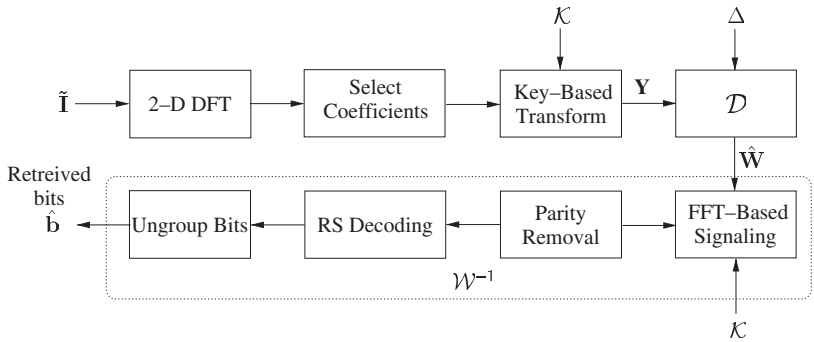 𝒦
Δ
Ĩ
2–D DFT
Select
Coefficients
Key–Based
Transform
Y
𝒟
Ŵ
Retreived
bits
b̂
Ungroup Bits
RS Decoding
Parity
Removal
FFT–Based
Signaling
𝒲⁻¹
𝒦